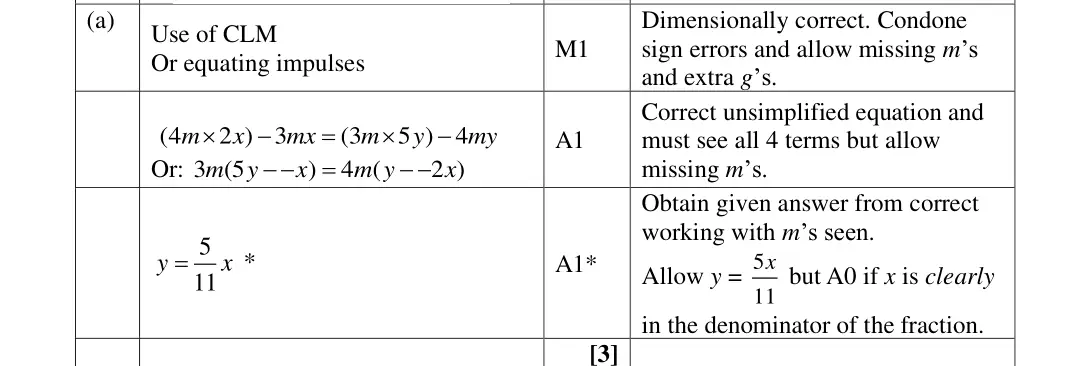 (a)
Use of CLM
Or equating impulses
M1
Dimensionally correct. Condone
sign errors and allow missing m’s
and extra g’s.
(4m×2x)−3mx=(3m×5y)−4my
Or: 3m(5y−−x)=4m(y−−2x)
A1
Correct unsimplified equation and
must see all 4 terms but allow
missing m’s.
y = 5/11 x *
A1*
Obtain given answer from correct
working with m’s seen.
Allow y = 5x/11 but A0 if x is clearly
in the denominator of the fraction.
[3]